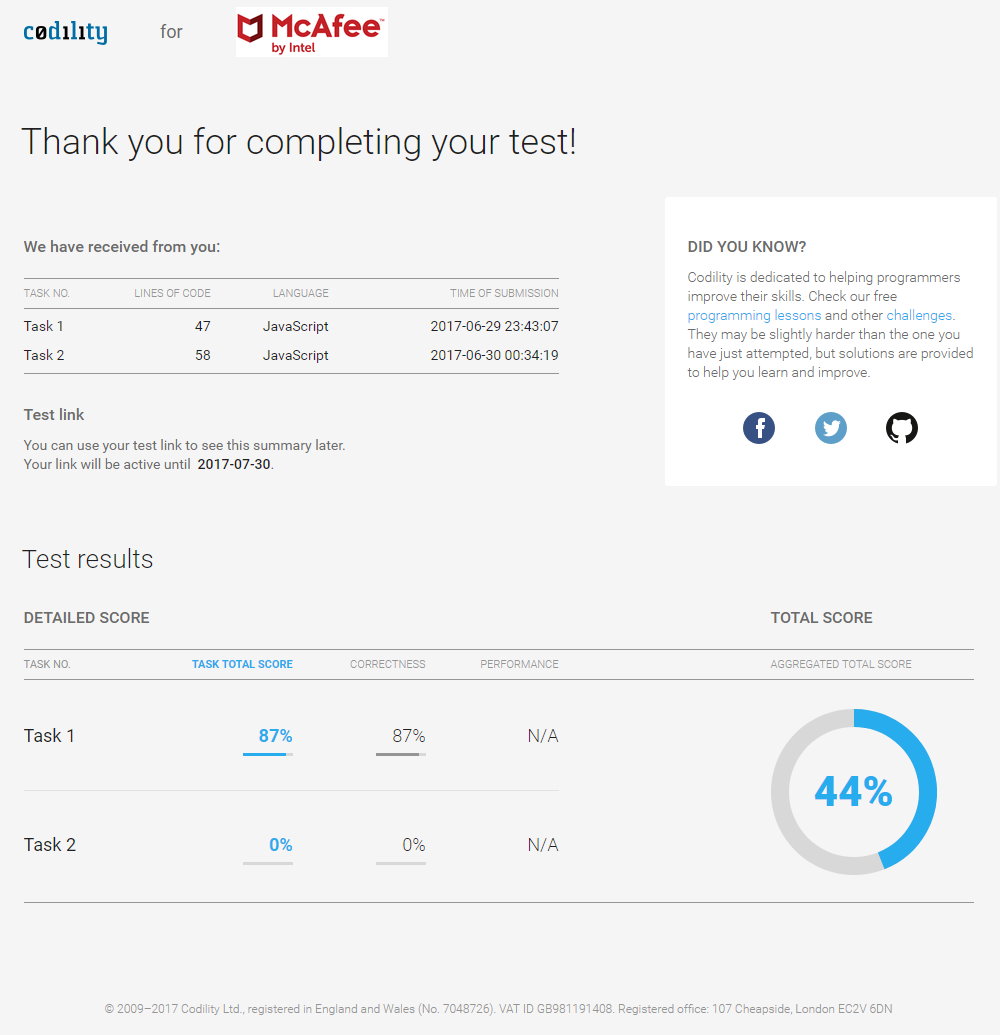 codility for McAfee™
by Intel
Thank you for completing your test!
We have received from you:
TASK NO. LINES OF CODE LANGUAGE TIME OF SUBMISSION
Task 1 47 JavaScript 2017-06-29 23:43:07
Task 2 58 JavaScript 2017-06-30 00:34:19
Test link
You can use your test link to see this summary later.
Your link will be active until 2017-07-30.
DID YOU KNOW?
Codility is dedicated to helping programmers
improve their skills. Check our free
programming lessons and other challenges.
They may be slightly harder than the one you
have just attempted, but solutions are provided
to help you learn and improve.
Test results
DETAILED SCORE
TASK NO. TASK TOTAL SCORE CORRECTNESS PERFORMANCE
Task 1 87% 87% N/A
Task 2 0% 0% N/A
TOTAL SCORE
AGGREGATED TOTAL SCORE
44%
© 2009–2017 Codility Ltd., registered in England and Wales (No. 7048726). VAT ID GB981191408. Registered office: 107 Cheapside, London EC2V 6DN